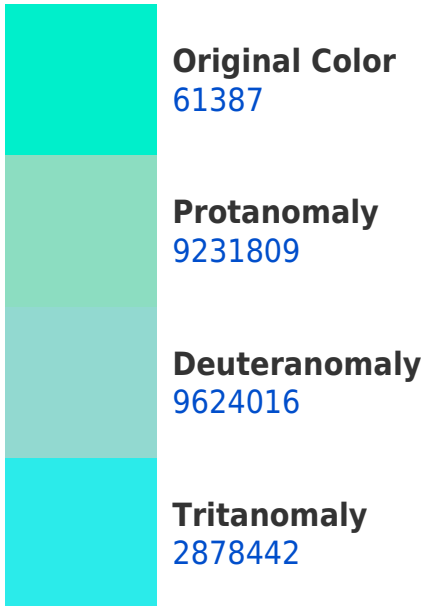 Original Color
61387
Protanomaly
9231809
Deuteranomaly
9624016
Tritanomaly
2878442